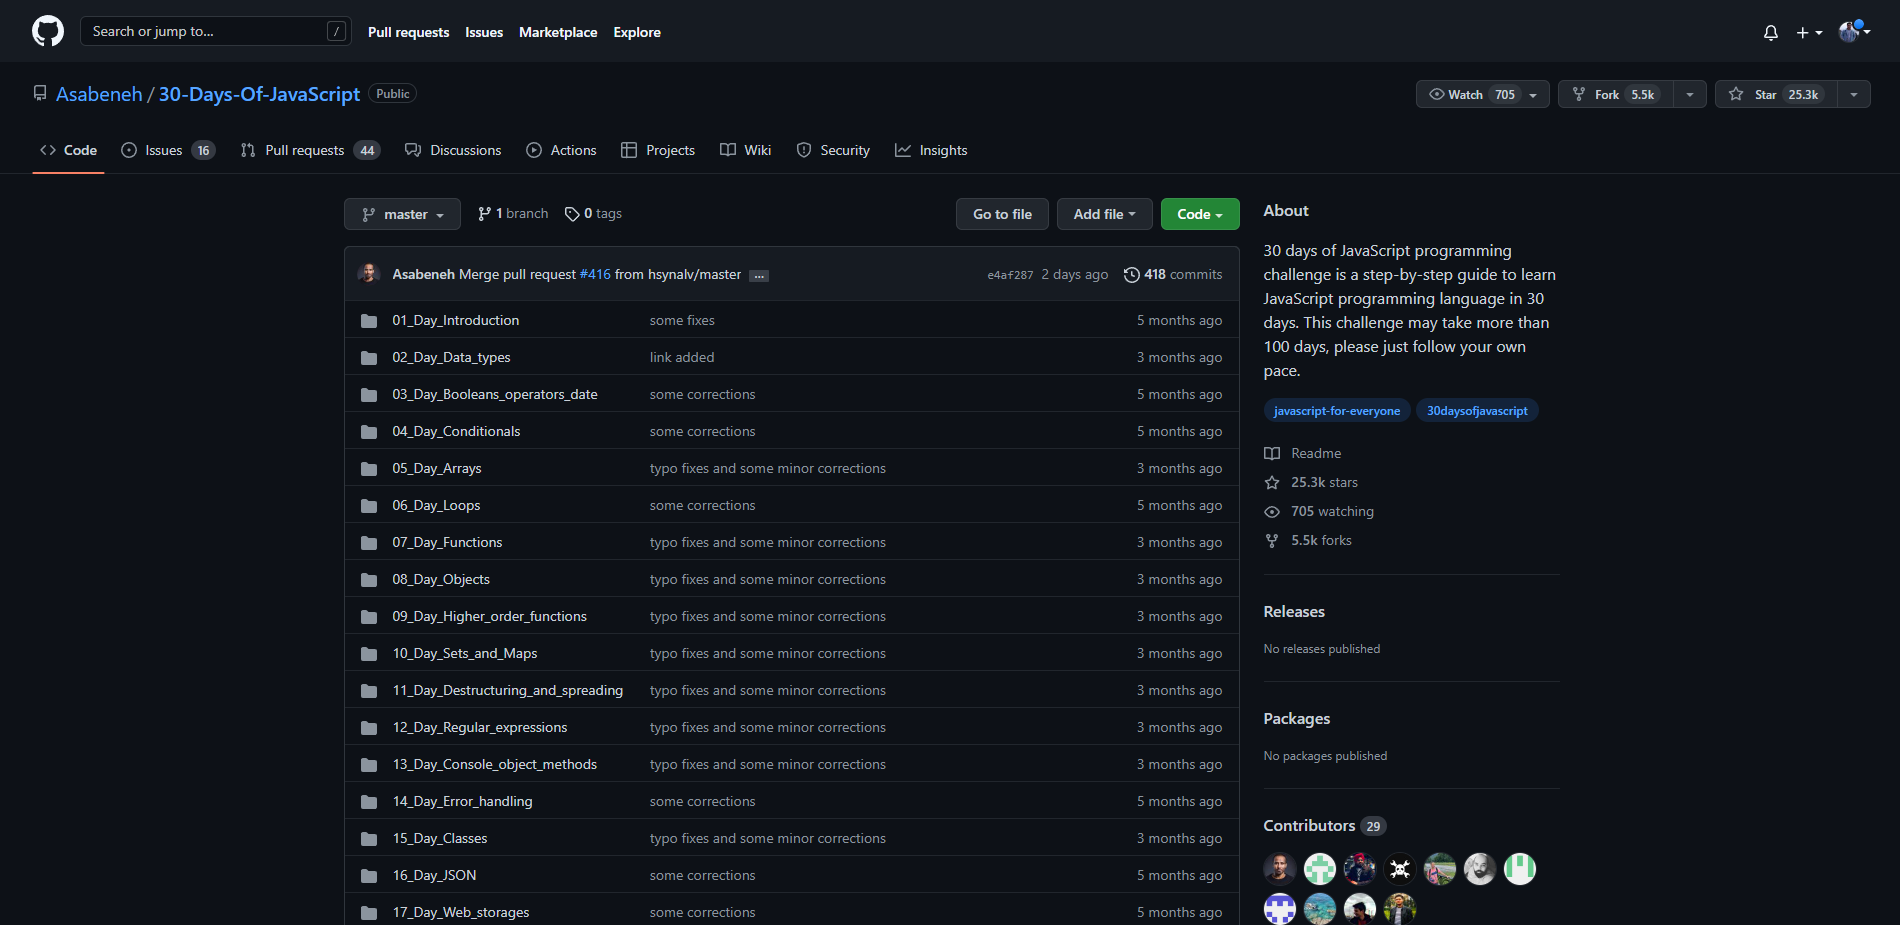 Search or jump to... /
Pull requests Issues Marketplace Explore
Asabeneh / 30-Days-Of-JavaScript Public
Watch 705 Fork 5.5k Star 25.3k
Code Issues 16 Pull requests 44 Discussions Actions Projects Wiki Security Insights
master 1 branch 0 tags Go to file Add file Code
Asabeneh Merge pull request #416 from hsynalv/master ... e4af287 2 days ago 418 commits
01_Day_Introduction some fixes 5 months ago
02_Day_Data_types link added 3 months ago
03_Day_Booleans_operators_date some corrections 5 months ago
04_Day_Conditionals some corrections 5 months ago
05_Day_Arrays typo fixes and some minor corrections 3 months ago
06_Day_Loops some corrections 5 months ago
07_Day_Functions typo fixes and some minor corrections 3 months ago
08_Day_Objects typo fixes and some minor corrections 3 months ago
09_Day_Higher_order_functions typo fixes and some minor corrections 3 months ago
10_Day_Sets_and_Maps typo fixes and some minor corrections 3 months ago
11_Day_Destructuring_and_spreading typo fixes and some minor corrections 3 months ago
12_Day_Regular_expressions typo fixes and some minor corrections 3 months ago
13_Day_Console_object_methods typo fixes and some minor corrections 3 months ago
14_Day_Error_handling some corrections 5 months ago
15_Day_Classes typo fixes and some minor corrections 3 months ago
16_Day_JSON some corrections 5 months ago
17_Day_Web_storages some corrections 5 months ago
About
30 days of JavaScript programming
challenge is a step-by-step guide to learn
JavaScript programming language in 30
days. This challenge may take more than
100 days, please just follow your own
pace.
javascript-for-everyone 30daysofjavascript
Readme
25.3k stars
705 watching
5.5k forks
Releases
No releases published
Packages
No packages published
Contributors 29